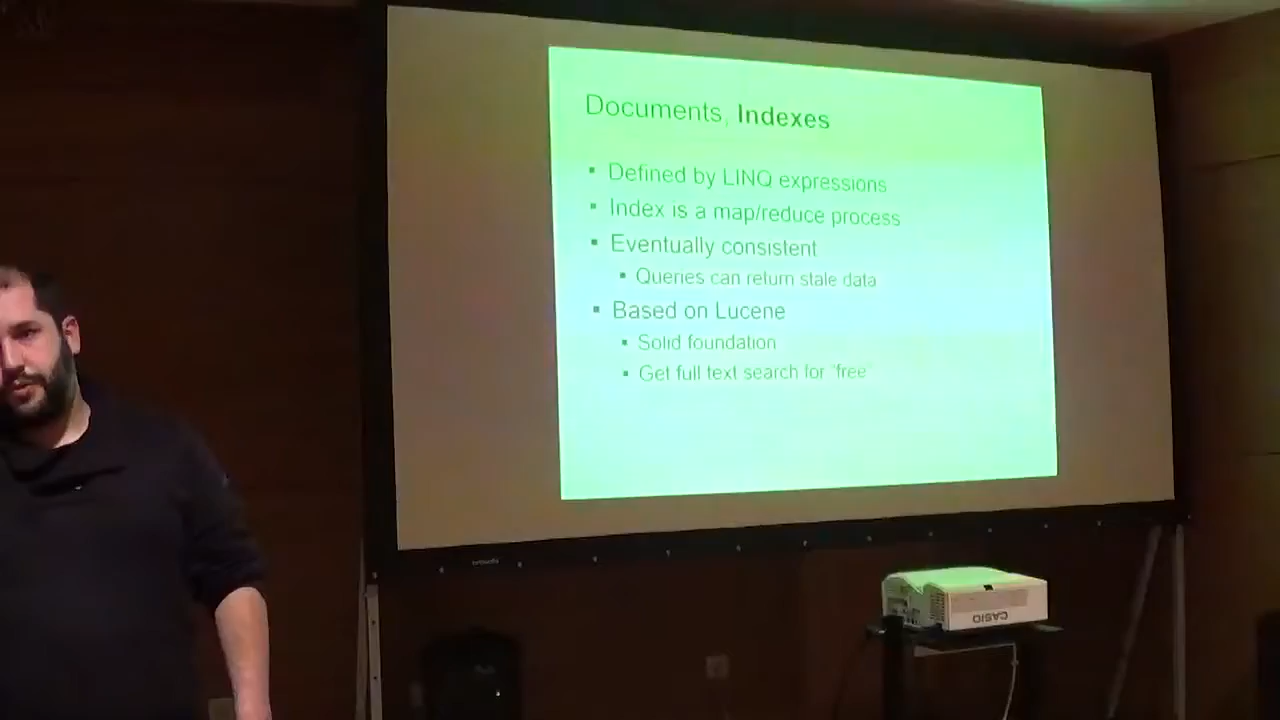 Documents, Indexes
▪ Defined by LINQ expressions
▪ Index is a map/reduce process
▪ Eventually consistent
▪ Queries can return stale data
▪ Based on Lucene
▪ Solid foundation
▪ Get full text search for "free"
CASIO